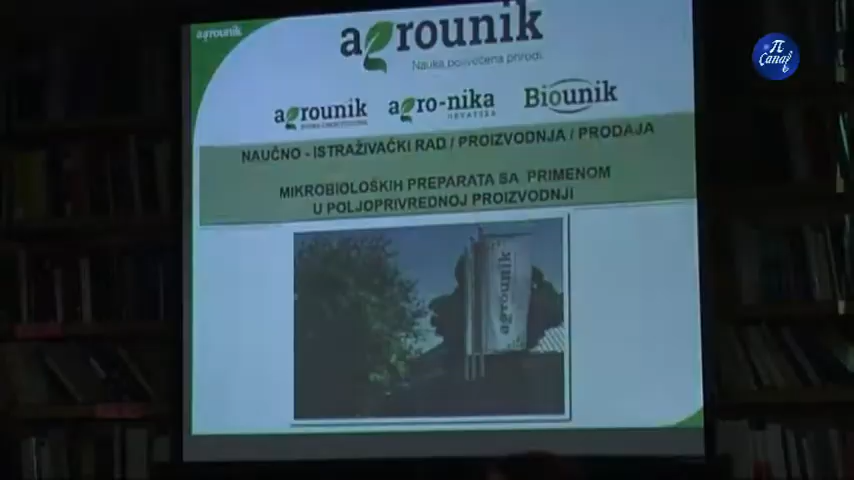 agrounik
agrounik
Nauka posvećena prirodi
agrounik agro-nika Biounik
HRVATSKA
NAUČNO - ISTRAŽIVAČKI RAD / PROIZVODNJA / PRODAJA
MIKROBIOLOŠKIH PREPARATA SA PRIMENOM
U POLJOPRIVREDNOJ PROIZVODNJI
agrounik
π
Canal